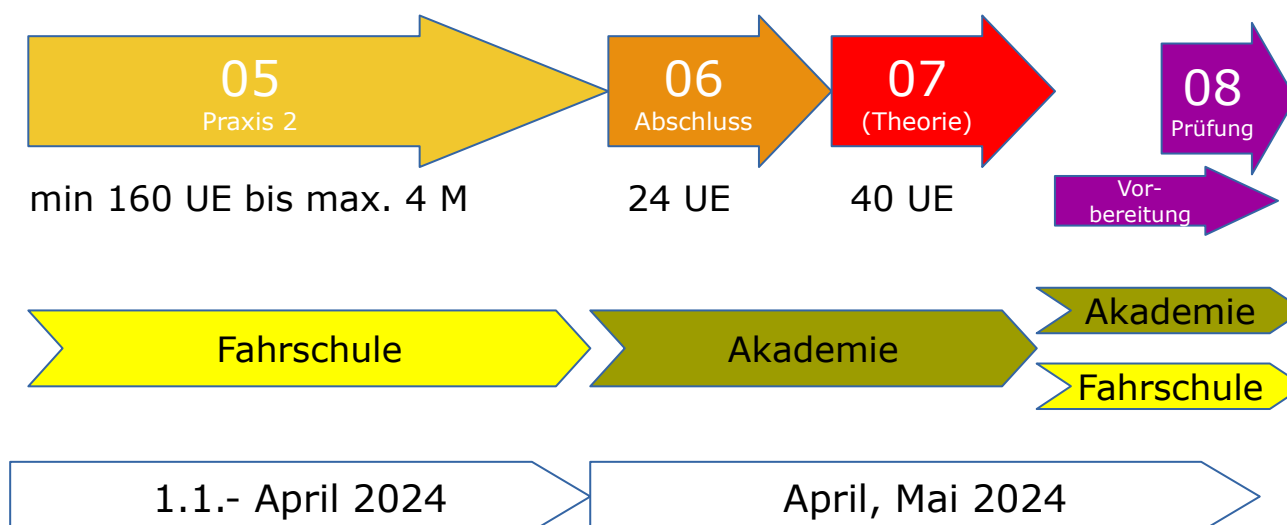 05
Praxis 2
06
Abschluss
07
(Theorie)
08
Prüfung
min 160 UE bis max. 4 M
24 UE
40 UE
Vor-
bereitung
Fahrschule
Akademie
Akademie
Fahrschule
1.1.- April 2024
April, Mai 2024